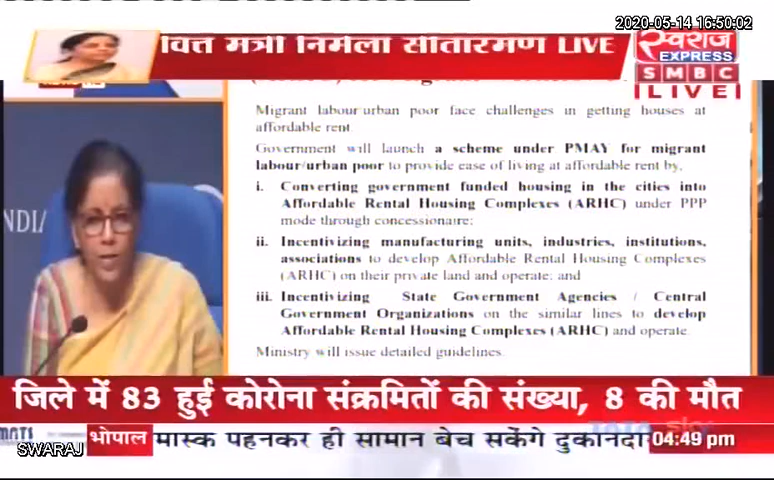 2020-05-14 16:50:02
वित्त मंत्री निर्मला सीतारमण LIVE
स्वराज
EXPRESS
SMBC
LIVE
Migrant labour/urban poor face challenges in getting houses at
affordable rent.
Government will launch a scheme under PMAY for migrant
labour/urban poor to provide ease of living at affordable rent by,
i. Converting government funded housing in the cities into
Affordable Rental Housing Complexes (ARHC) under PPP
mode through concessionaire;
ii. Incentivizing manufacturing units, industries, institutions,
associations to develop Affordable Rental Housing Complexes
(ARHC) on their private land and operate; and
iii. Incentivizing State Government Agencies / Central
Government Organizations on the similar lines to develop
Affordable Rental Housing Complexes (ARHC) and operate.
Ministry will issue detailed guidelines.
जिले में 83 हुई कोरोना संक्रमितों की संख्या, 8 की मौत
भोपाल मास्क पहनकर ही सामान बेच सकेंगे दुकानदा 04:49 pm
SWARAJ